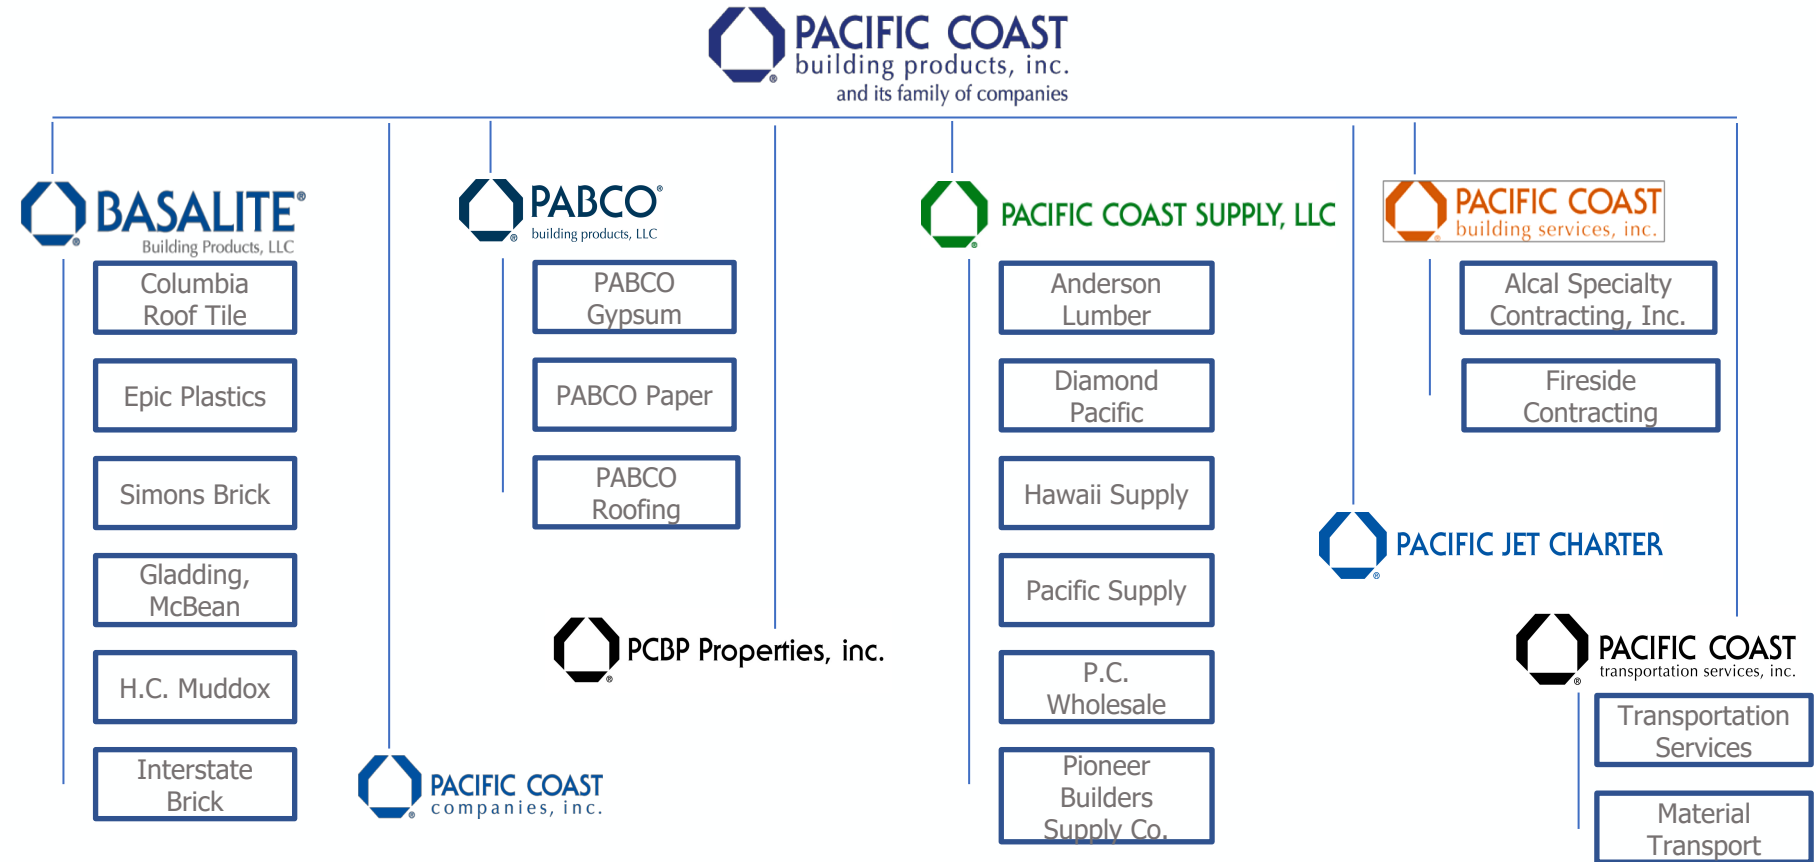 PACIFIC COAST
building products, inc.
®
and its family of companies
BASALITE®
®
Building Products, LLC
Columbia
Roof Tile
Epic Plastics
Simons Brick
Gladding,
McBean
H.C. Muddox
Interstate
Brick
PACIFIC COAST
companies, inc.
®
PABCO®
building products, LLC
®
PABCO
Gypsum
PABCO Paper
PABCO
Roofing
PCBP Properties, inc.
®
PACIFIC COAST SUPPLY, LLC
®
Anderson
Lumber
Diamond
Pacific
Hawaii Supply
Pacific Supply
P.C.
Wholesale
Pioneer
Builders
Supply Co.
PACIFIC COAST
building services, inc.
®
Alcal Specialty
Contracting, Inc.
Fireside
Contracting
PACIFIC JET CHARTER
®
PACIFIC COAST
transportation services, inc.
®
Transportation
Services
Material
Transport